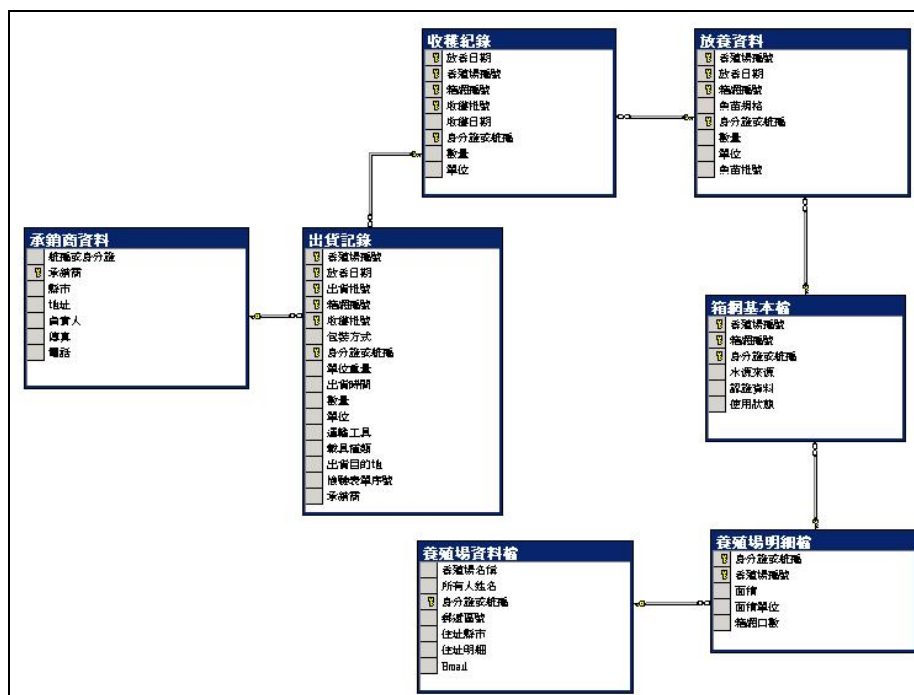 收穫紀錄
放養日期
養殖場編號
箱網編號
收穫批號
收穫日期
身分證或統編
數量
單位
放養資料
養殖場編號
放養日期
箱網編號
魚苗規格
身分證或統編
數量
單位
魚苗批號
承銷商資料
統編或身分證
承銷商
縣市
地址
負責人
傳真
電話
出貨記錄
養殖場編號
放養日期
出貨批號
箱網編號
收穫批號
包裝方式
身分證或統編
單位重量
出貨時間
數量
單位
運輸工具
載具種類
出貨目的地
檢驗表單序號
承銷商
箱網基本檔
養殖場編號
箱網編號
身分證或統編
水源來源
認證資料
使用狀態
養殖場資料檔
養殖場名稱
所有人姓名
身分證或統編
郵遞區號
住址縣市
住址明細
Email
養殖場明細檔
身分證或統編
養殖場編號
面積
面積單位
箱網口數